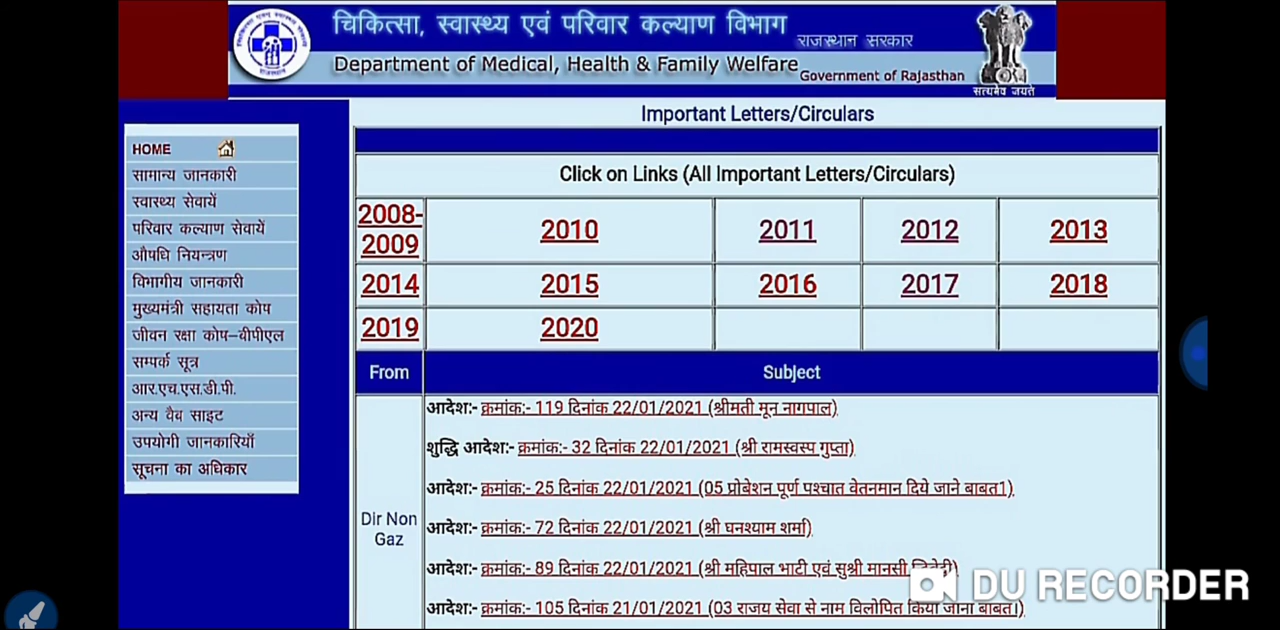 चिकित्सा, स्वास्थ्य एवं परिवार कल्याण विभाग
राजस्थान सरकार
Department of Medical, Health & Family Welfare
Government of Rajasthan
सत्यमेव जयते
Important Letters/Circulars
HOME
सामान्य जानकारी
स्वास्थ्य सेवायें
परिवार कल्याण सेवायें
औषधि नियन्त्रण
विभागीय जानकारी
मुख्यमंत्री सहायता कोष
जीवन रक्षा कोष–बीपीएल
सम्पर्क सूत्र
आर.एच.एस.डी.पी.
अन्य वैब साइट
उपयोगी जानकारियाँ
सूचना का अधिकार
Click on Links (All Important Letters/Circulars)
2008-2009 2010 2011 2012 2013
2014 2015 2016 2017 2018
2019 2020
From Subject
Dir Non Gaz
आदेश:- क्रमांक:- 119 दिनांक 22/01/2021 (श्रीमती मून नागपाल)
शुद्धि आदेश:- क्रमांक:- 32 दिनांक 22/01/2021 (श्री रामस्वरूप गुप्ता)
आदेश:- क्रमांक:- 25 दिनांक 22/01/2021 (05 प्रोबेशन पूर्ण पश्चात वेतनमान दिये जाने बाबत1)
आदेश:- क्रमांक:- 72 दिनांक 22/01/2021 (श्री घनश्याम शर्मा)
आदेश:- क्रमांक:- 89 दिनांक 22/01/2021 (श्री महिपाल भाटी एवं सुश्री मानसी
आदेश:- क्रमांक:- 105 दिनांक 21/01/2021 (03 राजय सेवा से नाम विलोपित किया जाना बाबत।)
DU RECORDER